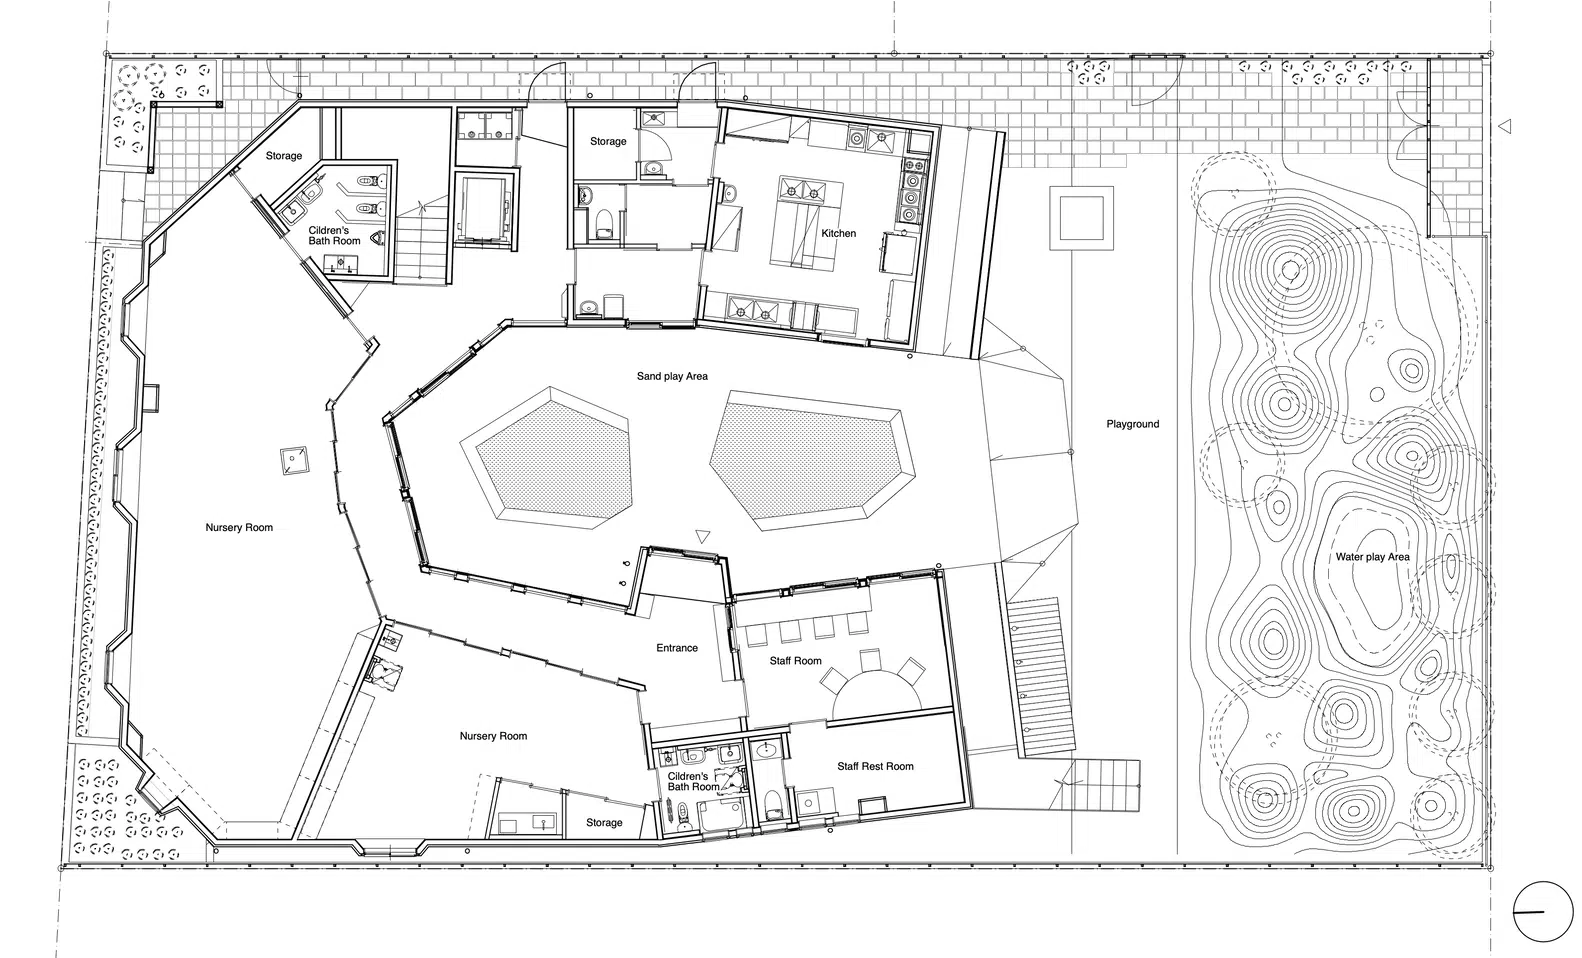 Storage
Storage
Cildren's
Bath Room
Kitchen
Sand play Area
Playground
Nursery Room
Water play Area
Entrance
Staff Room
Nursery Room
Staff Rest Room
Cildren's
Bath Room
Storage